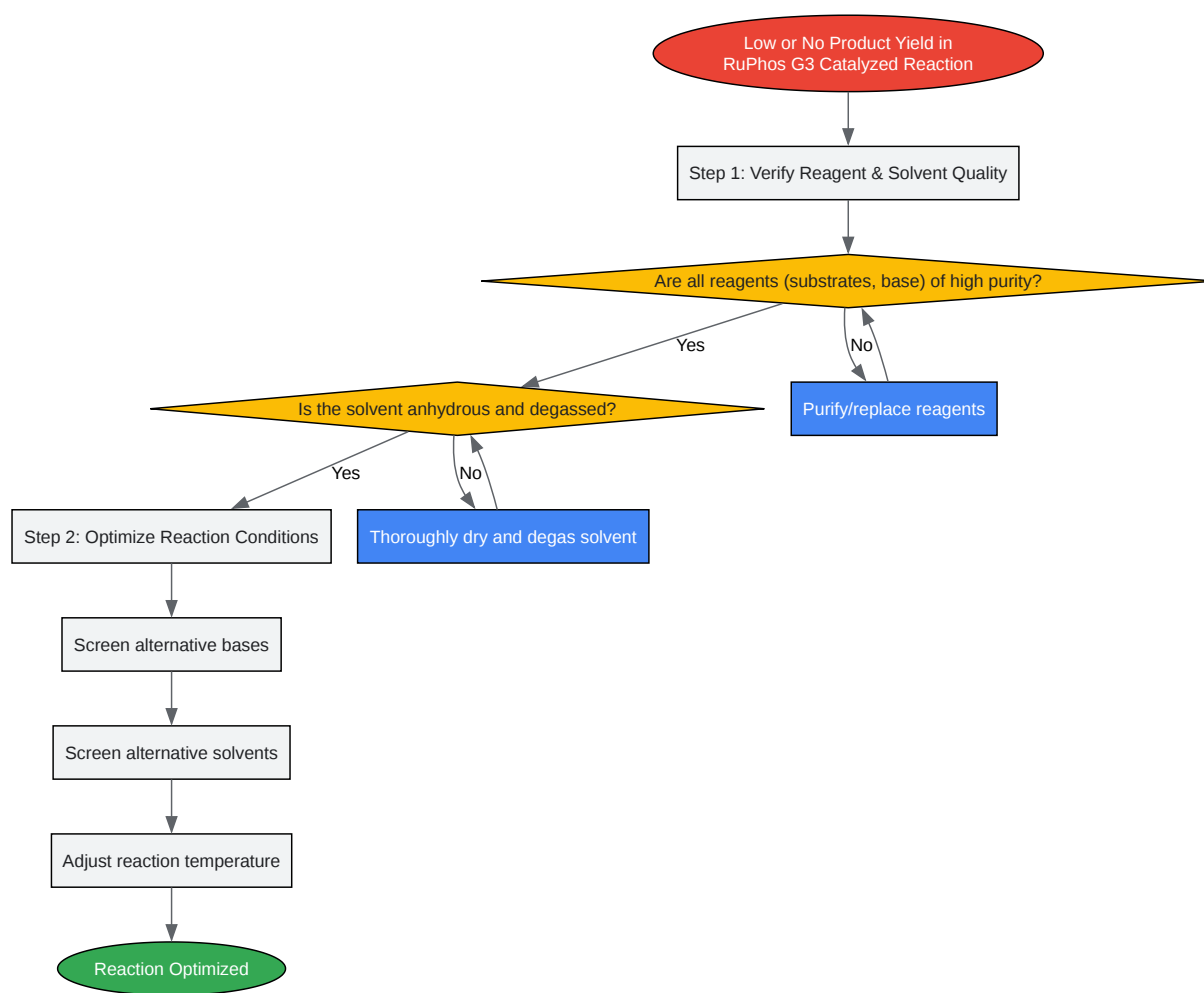 Low or No Product Yield in
RuPhos G3 Catalyzed Reaction
Step 1: Verify Reagent & Solvent Quality
Are all reagents (substrates, base) of high purity?
Yes
No
Is the solvent anhydrous and degassed?
Purify/replace reagents
Yes
No
Step 2: Optimize Reaction Conditions
Thoroughly dry and degas solvent
Screen alternative bases
Screen alternative solvents
Adjust reaction temperature
Reaction Optimized